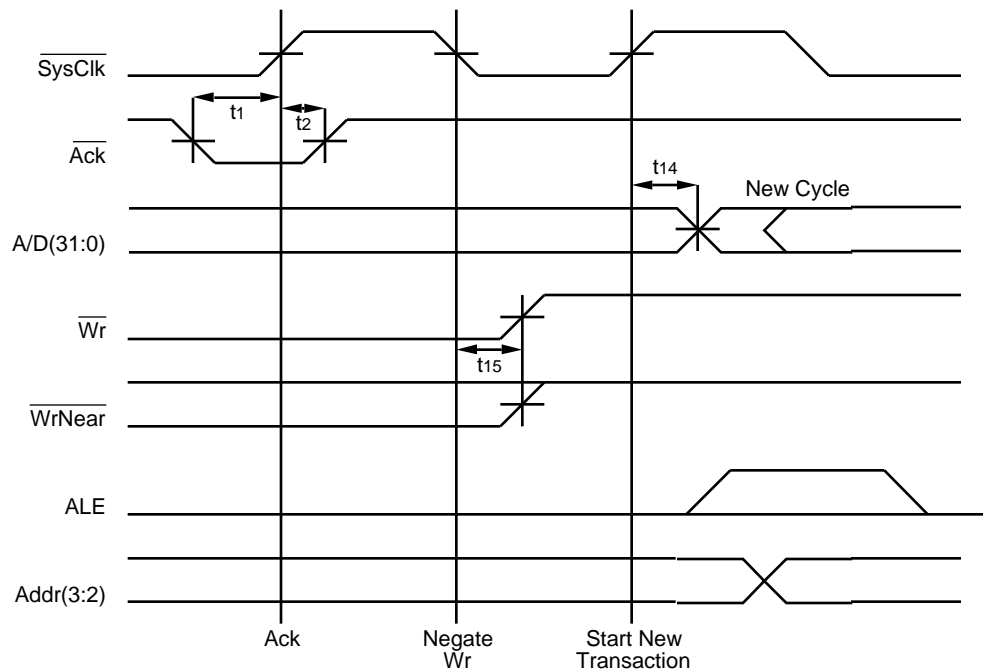 SysClk
t1
t2
Ack
t14
New Cycle
A/D(31:0)
Wr
t15
WrNear
ALE
Addr(3:2)
Ack
Negate
Wr
Start New
Transaction